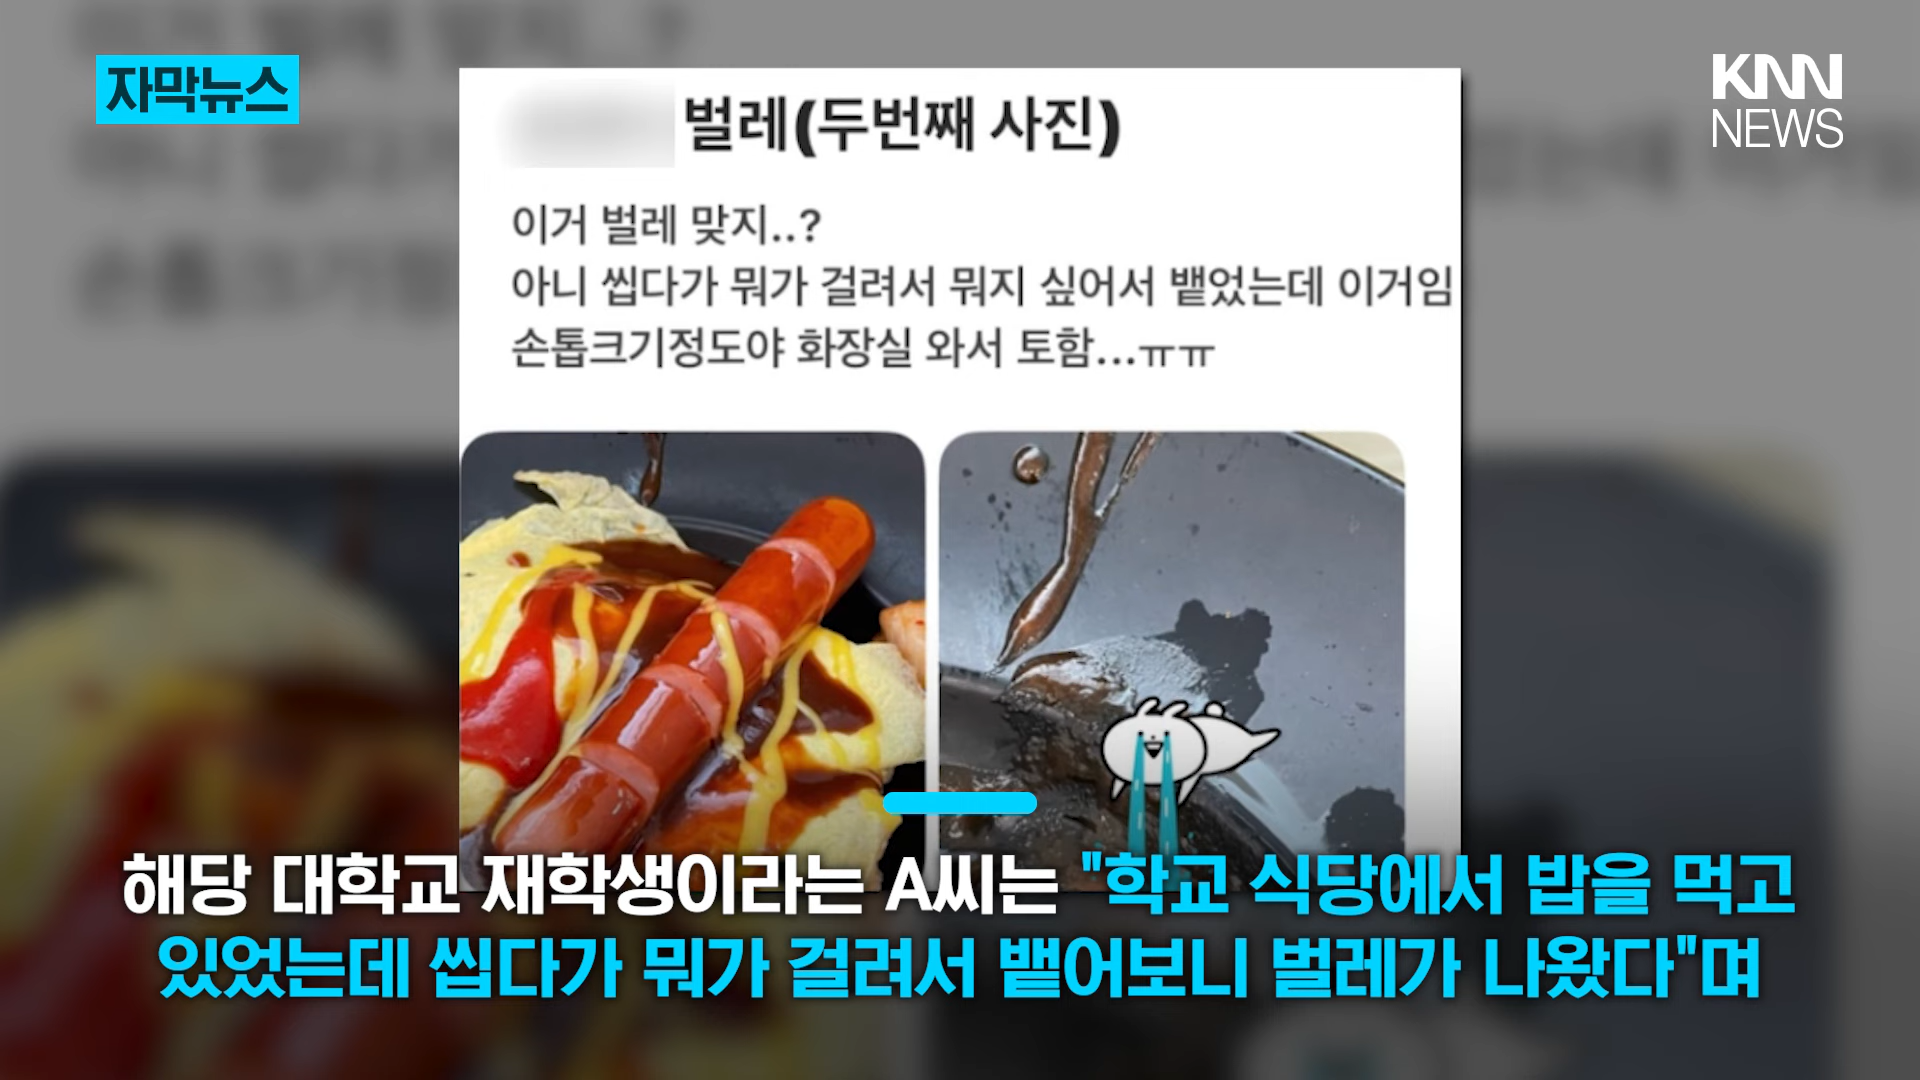 자막뉴스
KNN
NEWS
벌레(두번째 사진)
이거 벌레 맞지..?
아니 씹다가 뭐가 걸려서 뭐지 싶어서 뱉었는데 이거임
손톱크기정도야 화장실 와서 토함...ㅠㅠ
해당 대학교 재학생이라는 A씨는 "학교 식당에서 밥을 먹고
있었는데 씹다가 뭐가 걸려서 뱉어보니 벌레가 나왔다"며